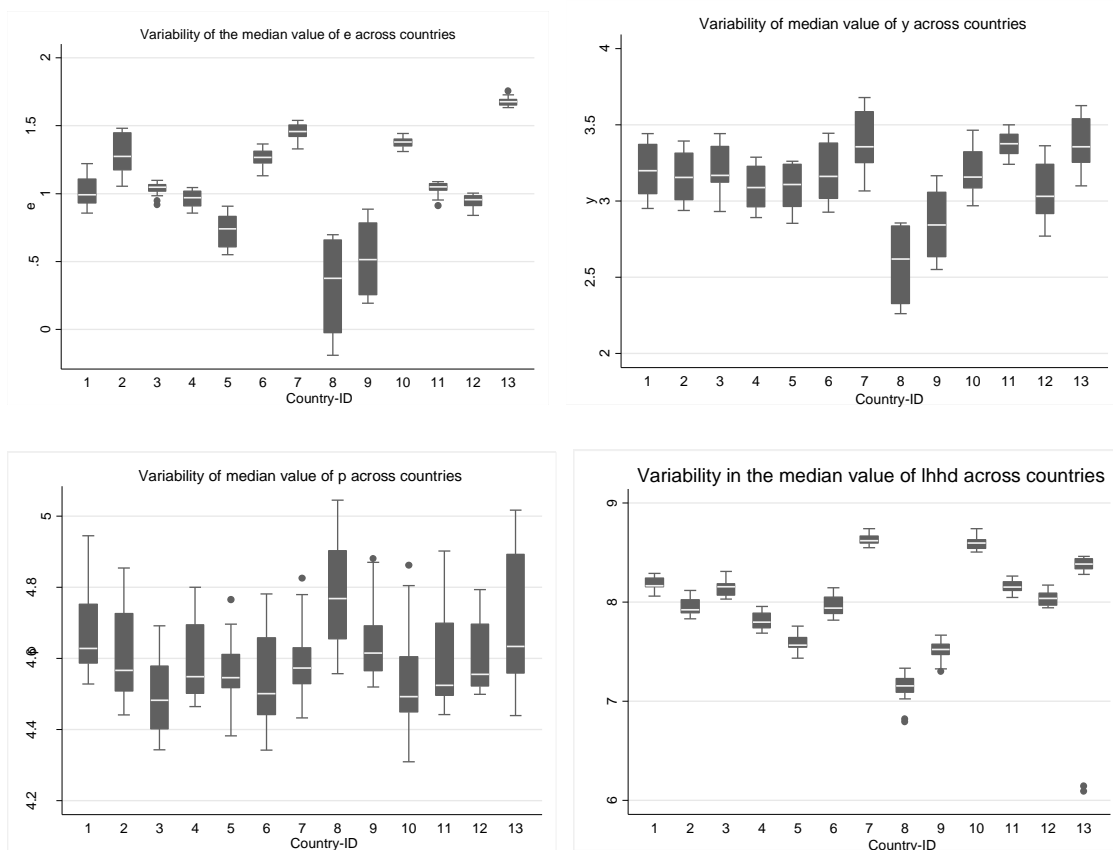 Variability of the median value of e across countries
2
1.5
1
.5
0
e
1 2 3 4 5 6 7 8 9 10 11 12 13
Country-ID
Variability of median value of y across countries
4
3.5
3
2.5
2
y
1 2 3 4 5 6 7 8 9 10 11 12 13
Country-ID
Variability of median value of p across countries
5
4.8
4.6
4.4
4.2
1 2 3 4 5 6 7 8 9 10 11 12 13
Country-ID
Variability in the median value of lhhd across countries
9
8
7
6
1 2 3 4 5 6 7 8 9 10 11 12 13
Country-ID